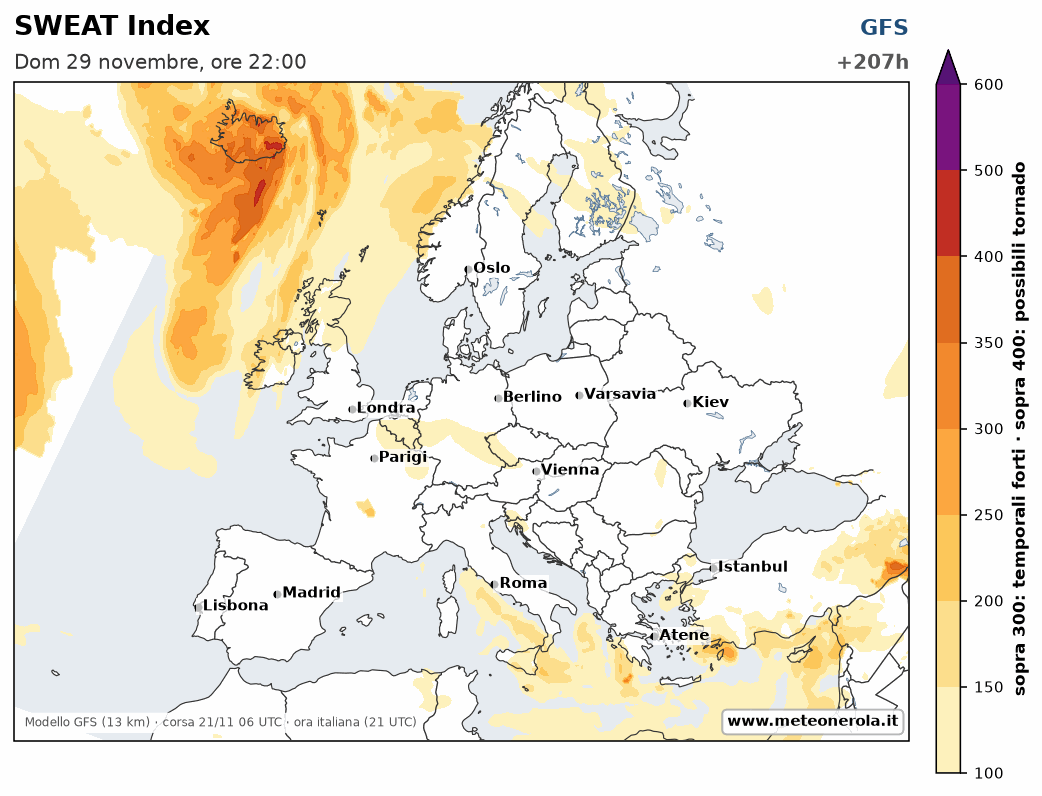 SWEAT Index
GFS
Dom 29 novembre, ore 22:00
+207h
600
500
400
350
300
250
200
150
100
sopra 300: temporali forti · sopra 400: possibili tornado
Oslo
Berlino
Varsavia
Kiev
Londra
Parigi
Vienna
Istanbul
Roma
Madrid
Lisbona
Atene
Modello GFS (13 km) · corsa 21/11 06 UTC · ora italiana (21 UTC)
www.meteonerola.it